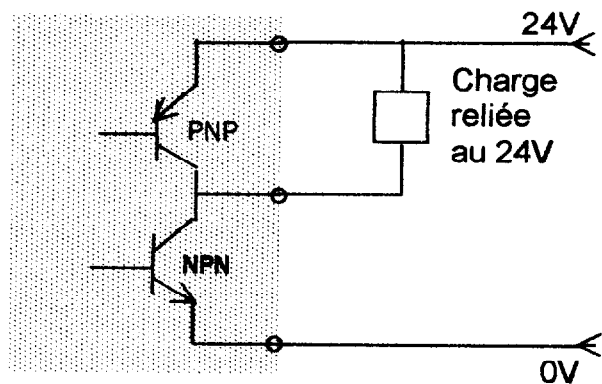 24V
Charge
reliée
au 24V
PNP
NPN
0V